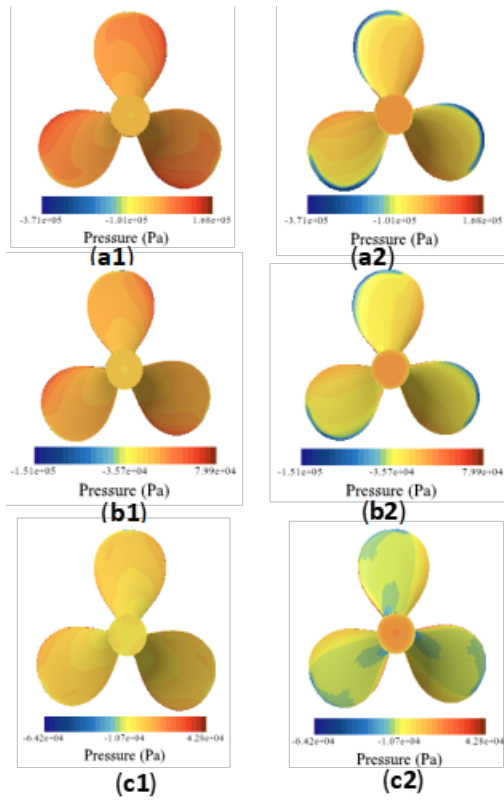 -3.71e+05 -1.01e+05 1.68e+05 -3.71e+05 -1.01e+05 1.68e+05
Pressure (Pa) Pressure (Pa)
(a1) (a2)
-1.51e+05 -3.57e+04 7.99e+04 -1.51e+05 -3.57e+04 7.99e+04
Pressure (Pa) Pressure (Pa)
(b1) (b2)
-6.42e+04 -1.07e+04 4.28e+04 -6.42e+04 -1.07e+04 4.28e+04
Pressure (Pa) Pressure (Pa)
(c1) (c2)